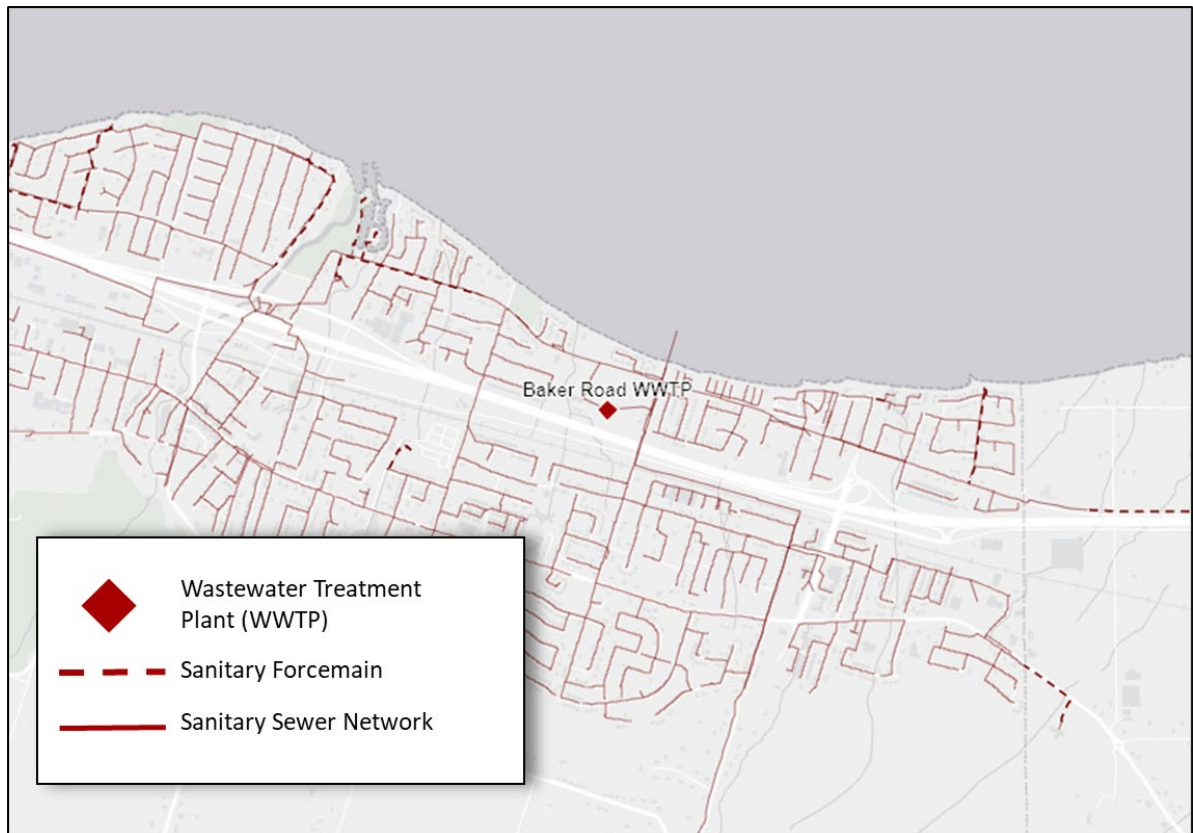 Baker Road WWTP
Wastewater Treatment
Plant (WWTP)
Sanitary Forcemain
Sanitary Sewer Network